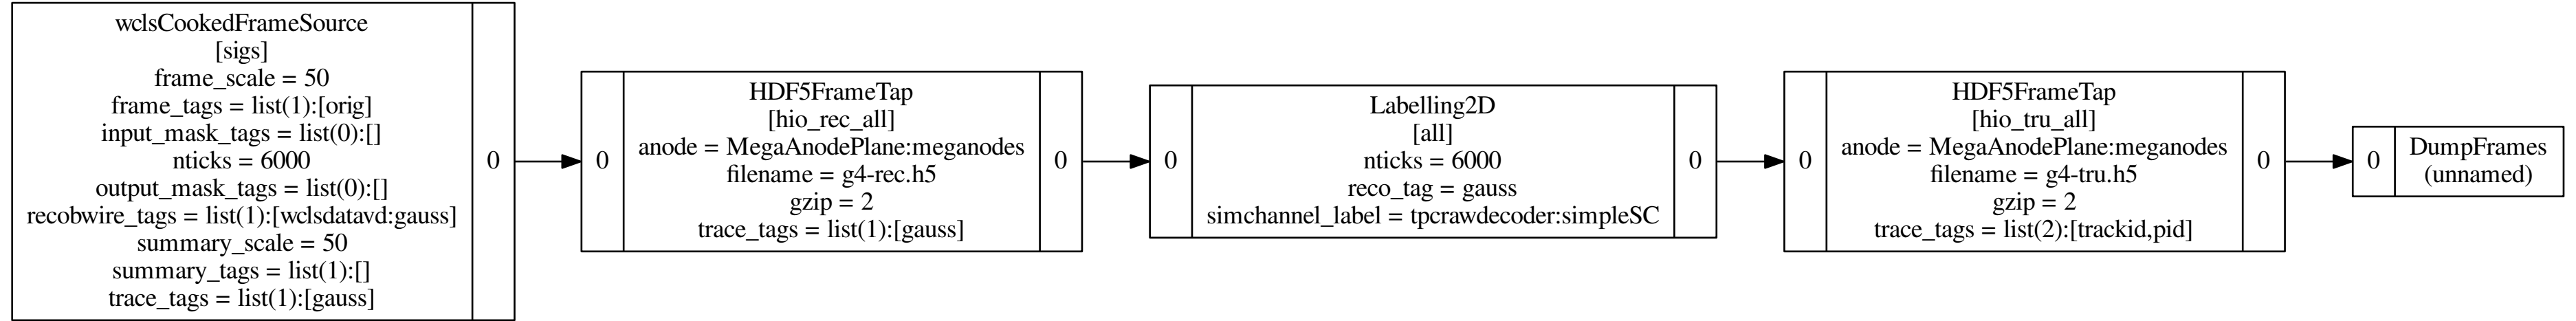 wclsCookedFrameSource
[sigs]
frame_scale = 50
frame_tags = list(1):[orig]
input_mask_tags = list(0):[]
nticks = 6000
output_mask_tags = list(0):[]
recobwire_tags = list(1):[wclsdatavd:gauss]
summary_scale = 50
summary_tags = list(1):[]
trace_tags = list(1):[gauss]
0
0
HDF5FrameTap
[hio_rec_all]
anode = MegaAnodePlane:meganodes
filename = g4-rec.h5
gzip = 2
trace_tags = list(1):[gauss]
0
0
Labelling2D
[all]
nticks = 6000
reco_tag = gauss
simchannel_label = tpcrawdecoder:simpleSC
0
0
HDF5FrameTap
[hio_tru_all]
anode = MegaAnodePlane:meganodes
filename = g4-tru.h5
gzip = 2
trace_tags = list(2):[trackid,pid]
0
0
DumpFrames
(unnamed)